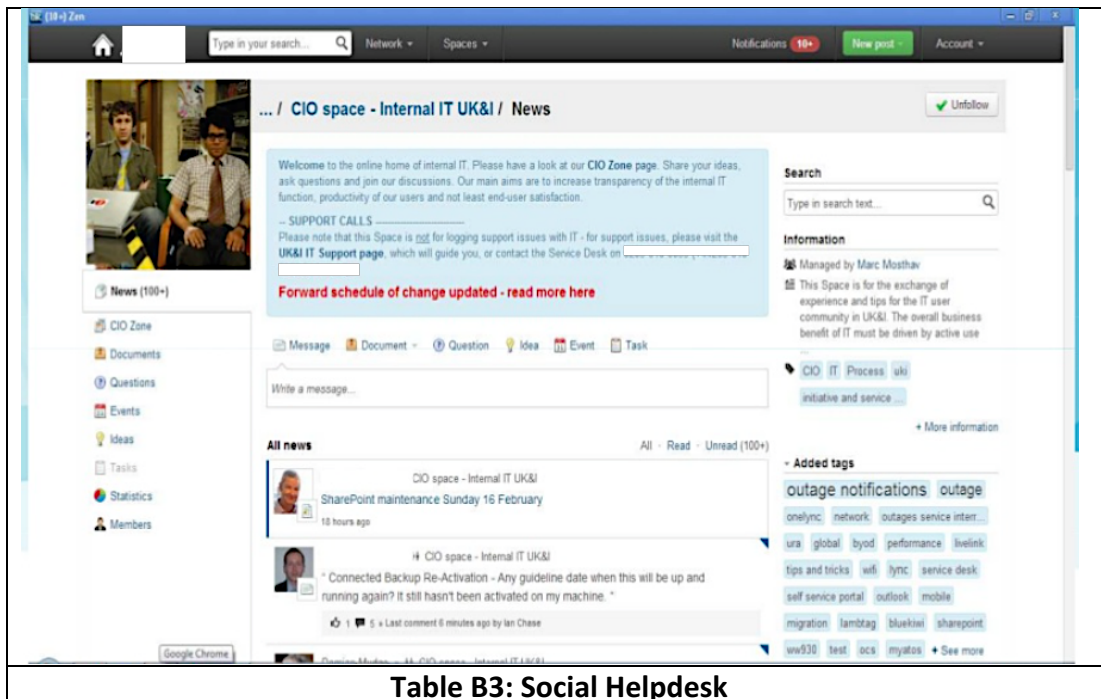 (10+) Zen
Type in your search...
Network
Spaces
Notifications 10+
New post
Account
... / CIO space - Internal IT UK&I / News
Unfollow
Welcome to the online home of internal IT. Please have a look at our CIO Zone page. Share your ideas,
ask questions and join our discussions. Our main aims are to increase transparency of the internal IT
function, productivity of our users and not least end-user satisfaction.
-- SUPPORT CALLS --------------------
Please note that this Space is not for logging support issues with IT - for support issues, please visit the
UK&I IT Support page, which will guide you, or contact the Service Desk on
Forward schedule of change updated - read more here
News (100+)
CIO Zone
Documents
Questions
Events
Ideas
Tasks
Statistics
Members
Message
Document
Question
Idea
Event
Task
Write a message...
All news
All · Read · Unread (100+)
CIO space - Internal IT UK&I
SharePoint maintenance Sunday 16 February
18 hours ago
CIO space - Internal IT UK&I
" Connected Backup Re-Activation - Any guideline date when this will be up and
running again? It still hasn't been activated on my machine. "
1 5 » Last comment 6 minutes ago by Ian Chase
CIO space - Internal IT UK&I
Search
Type in search text...
Information
Managed by Marc Mosthav
This Space is for the exchange of
experience and tips for the IT user
community in UK&I. The overall business
benefit of IT must be driven by active use
...
CIO IT Process uki
initiative and service ...
+ More information
Added tags
outage notifications outage
onelync network outages service interr...
ura global byod performance livelink
tips and tricks wifi lync service desk
self service portal outlook mobile
migration lambtag bluekiwi sharepoint
ww930 test ocs myatos + See more
Google Chrome
Table B3: Social Helpdesk